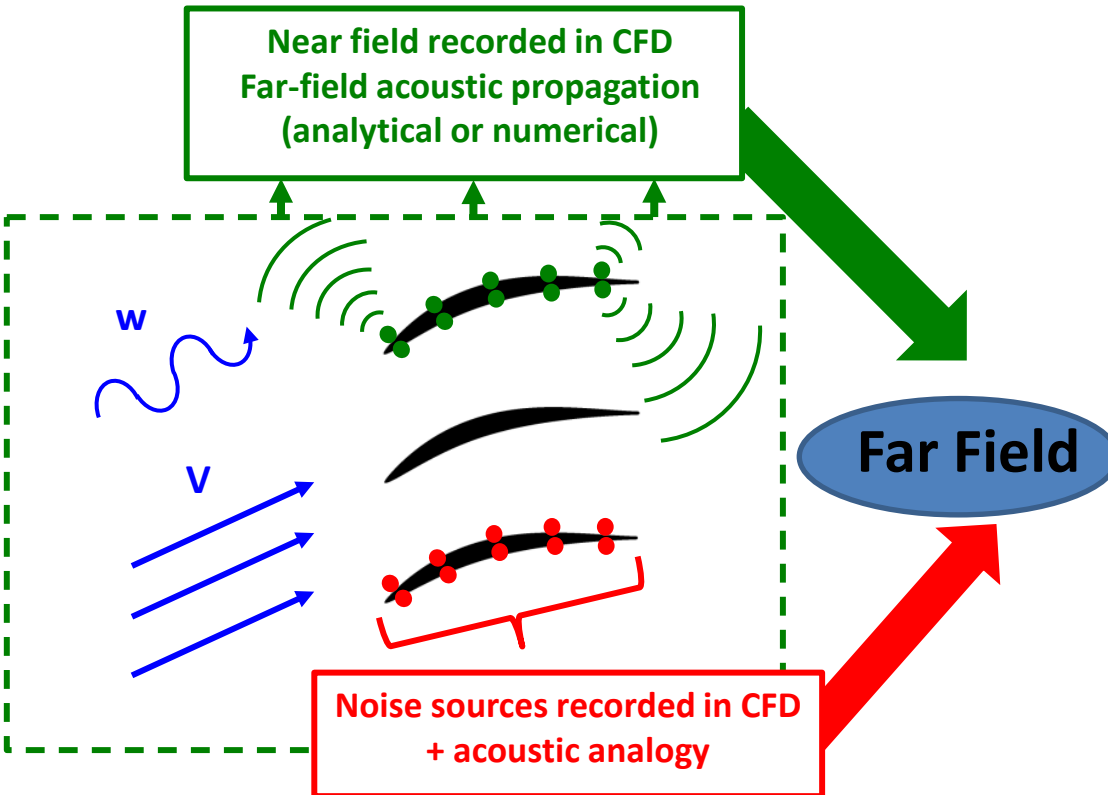 Near field recorded in CFD
Far-field acoustic propagation
(analytical or numerical)
w
V
Far Field
Noise sources recorded in CFD
+ acoustic analogy